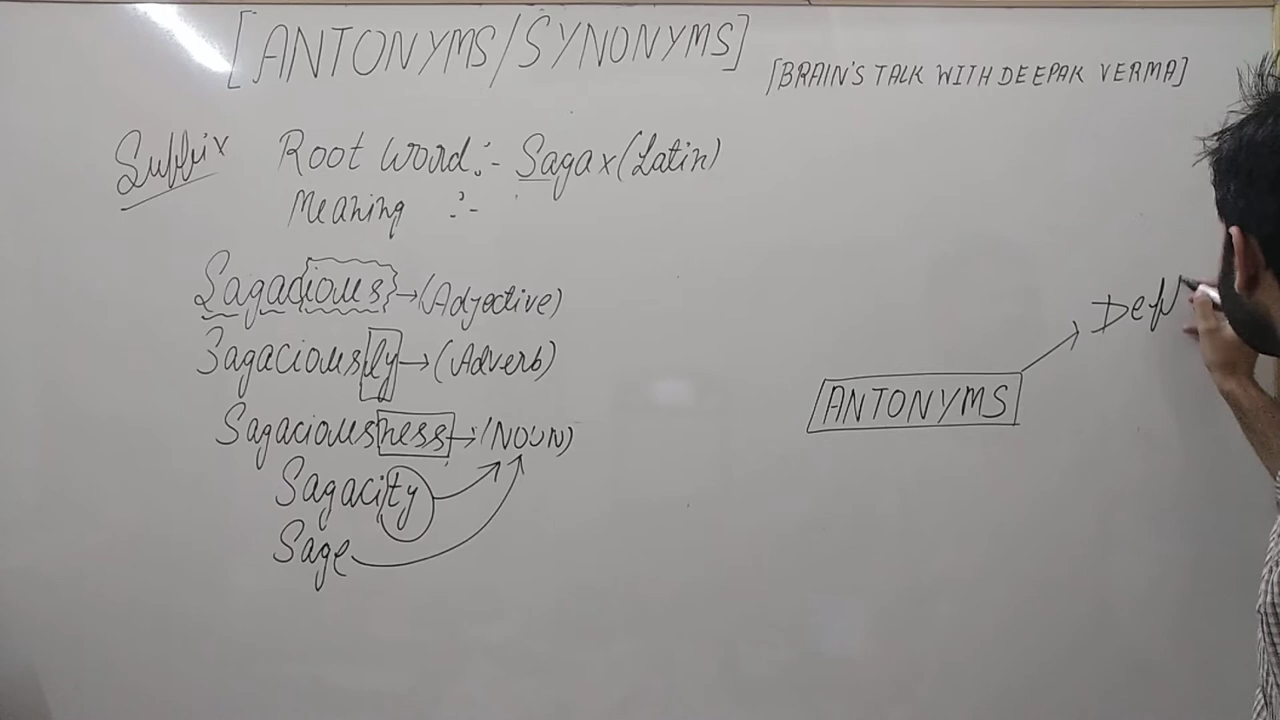 [ANTONYMS/SYNONYMS]
[BRAIN'S TALK WITH DEEPAK VERMA]
Suffix
Root Word:- Sagax (Latin)
Meaning :-
Sagacious→(Adjective)
Sagaciously→(Adverb)
Sagaciousness→(NOUN)
Sagacity
Sage
ANTONYMS